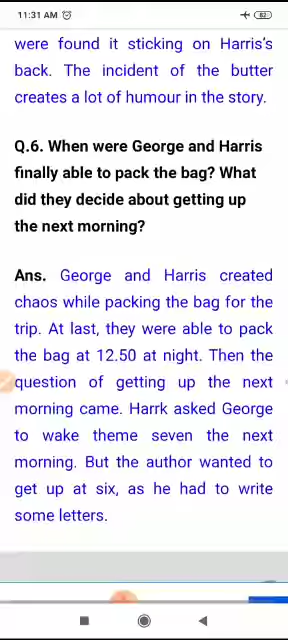 11:31 AM
82
were found it sticking on Harris's
back. The incident of the butter
creates a lot of humour in the story.
Q.6. When were George and Harris
finally able to pack the bag? What
did they decide about getting up
the next morning?
Ans. George and Harris created
chaos while packing the bag for the
trip. At last, they were able to pack
the bag at 12.50 at night. Then the
question of getting up the next
morning came. Harrk asked George
to wake theme seven the next
morning. But the author wanted to
get up at six, as he had to write
some letters.